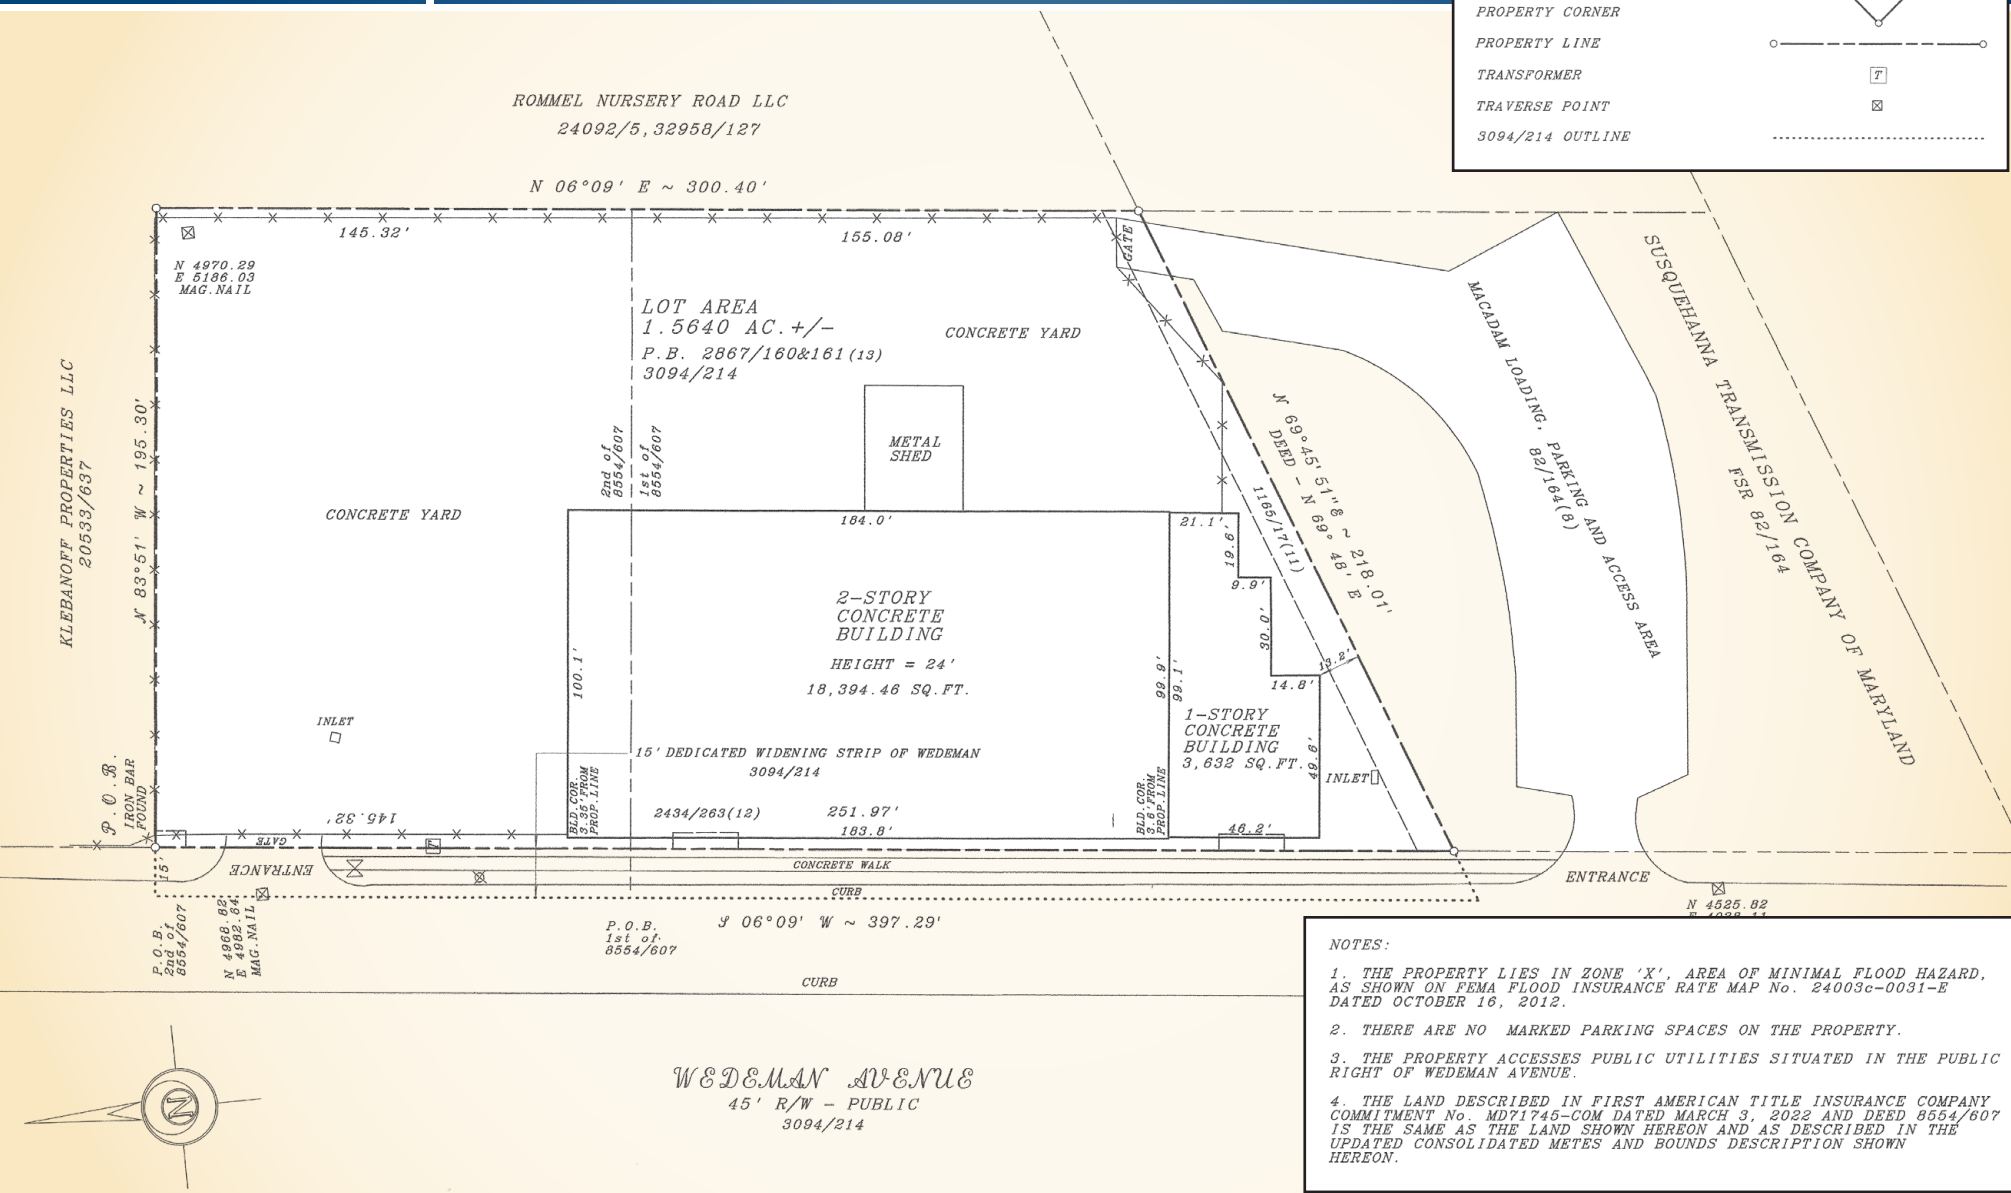 PROPERTY CORNER
PROPERTY LINE
TRANSFORMER
T
TRAVERSE POINT
3094/214 OUTLINE
ROMMEL NURSERY ROAD LLC
24092/5,32958/127
N 06°09' E ~ 300.40'
145.32'
155.08'
GATE
N 4970.29
E 5186.03
MAG.NAIL
LOT AREA
1.5640 AC.+/-
P.B. 2867/160&161(13)
3094/214
CONCRETE YARD
KLEBANOFF PROPERTIES LLC
20533/637
N 83°51' W ~ 195.30'
CONCRETE YARD
2nd of
8554/607
1st of
8554/607
METAL
SHED
184.0'
21.1'
19.6'
9.9'
30.0'
14.8'
13.2'
1165/17(11)
N 69°45'51"E ~ 218.01'
DEED - N 69° 48' E
MACADAM LOADING, PARKING AND ACCESS AREA
82/164(8)
SUSQUEHANNA TRANSMISSION COMPANY OF MARYLAND
FSR 82/164
2-STORY
CONCRETE
BUILDING
HEIGHT = 24'
18,394.46 SQ.FT.
100.1'
99.9'
99.1'
1-STORY
CONCRETE
BUILDING
3,632 SQ.FT.
49.6'
INLET
INLET
15' DEDICATED WIDENING STRIP OF WEDEMAN
3094/214
BLD.COR.
3.35'FROM
PROP.LINE
BLD.COR.
3.6'FROM
PROP.LINE
2434/263(12)
251.97'
183.8'
46.2'
P.O.B.
IRON BAR
FOUND
145.32'
GATE
ENTRANCE
15'
T
CONCRETE WALK
CURB
ENTRANCE
P.O.B.
2nd of
8554/607
N 4968.82
E 4982.64
MAG.NAIL
P.O.B.
1st of
8554/607
S 06°09' W ~ 397.29'
N 4525.82
CURB
N
WEDEMAN AVENUE
45' R/W - PUBLIC
3094/214
NOTES:
1. THE PROPERTY LIES IN ZONE 'X', AREA OF MINIMAL FLOOD HAZARD,
AS SHOWN ON FEMA FLOOD INSURANCE RATE MAP No. 24003c-0031-E
DATED OCTOBER 16, 2012.
2. THERE ARE NO MARKED PARKING SPACES ON THE PROPERTY.
3. THE PROPERTY ACCESSES PUBLIC UTILITIES SITUATED IN THE PUBLIC
RIGHT OF WEDEMAN AVENUE.
4. THE LAND DESCRIBED IN FIRST AMERICAN TITLE INSURANCE COMPANY
COMMITMENT No. MD71745-COM DATED MARCH 3, 2022 AND DEED 8554/607
IS THE SAME AS THE LAND SHOWN HEREON AND AS DESCRIBED IN THE
UPDATED CONSOLIDATED METES AND BOUNDS DESCRIPTION SHOWN
HEREON.